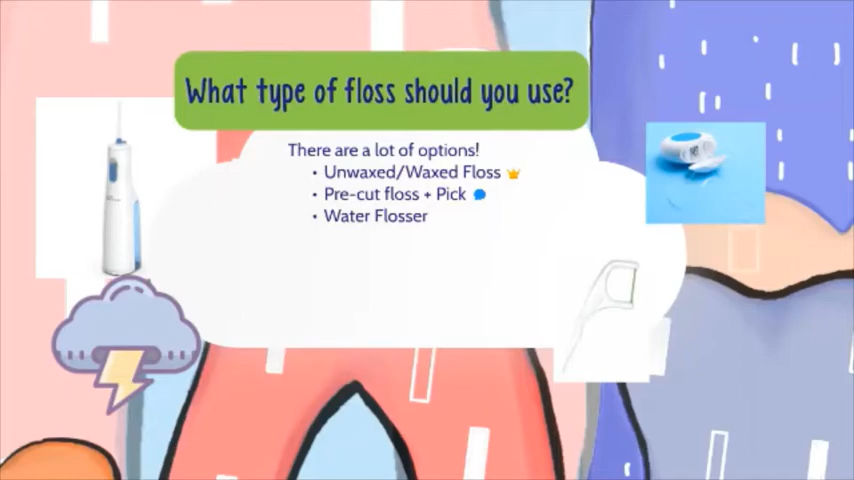 What type of floss should you use?
There are a lot of options!
• Unwaxed/Waxed Floss
• Pre-cut floss + Pick
• Water Flosser